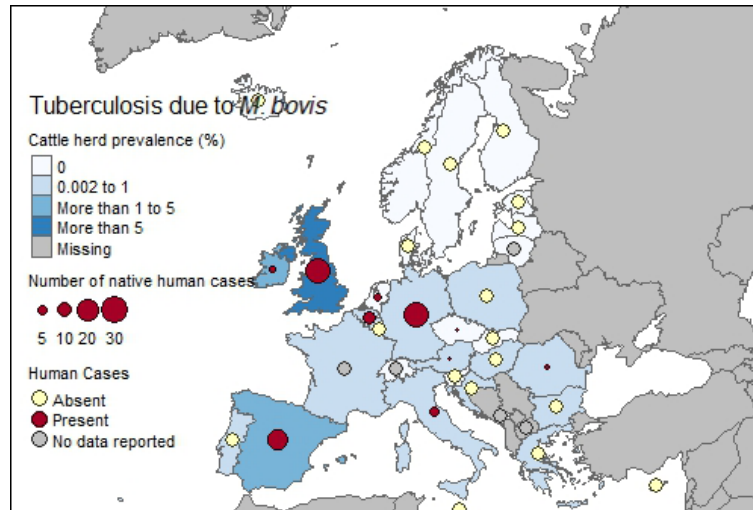 Tuberculosis due to M. bovis
Cattle herd prevalence (%)
0
0.002 to 1
More than 1 to 5
More than 5
Missing
Number of native human cases
5 10 20 30
Human Cases
Absent
Present
No data reported